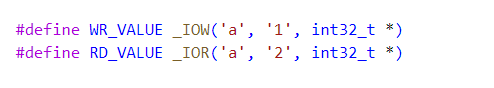 #define WR_VALUE _IOW('a', '1', int32_t *)
#define RD_VALUE _IOR('a', '2', int32_t *)